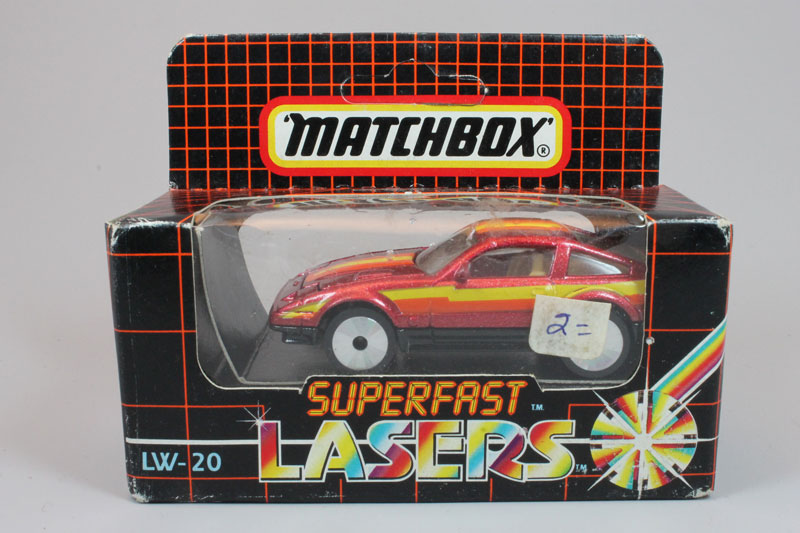 'MATCHBOX'®
2=
SUPERFAST™
LASERS™
LW-20